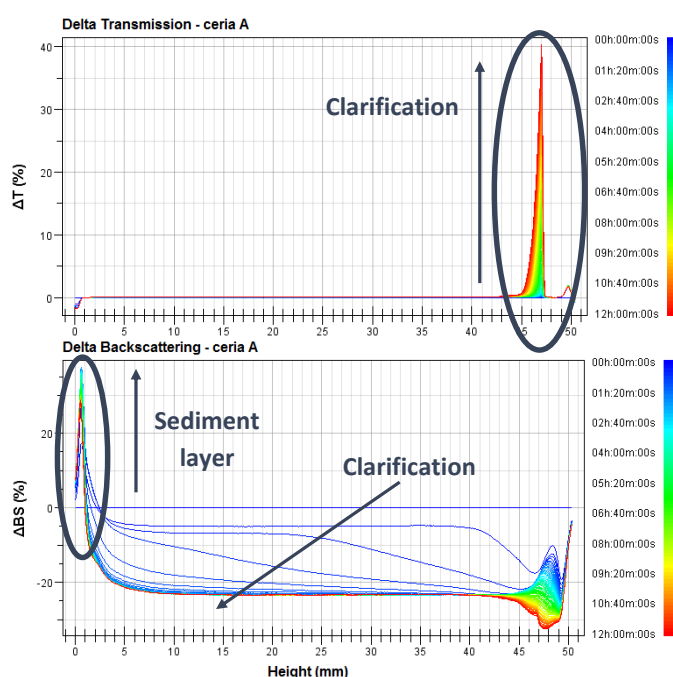 Delta Transmission - ceria A
40
30
20
10
0
ΔT (%)
Clarification
0 5 10 15 20 25 30 35 40 45 50
00h:00m:00s
01h:20m:00s
02h:40m:00s
04h:00m:00s
05h:20m:00s
06h:40m:00s
08h:00m:00s
09h:20m:00s
10h:40m:00s
12h:00m:00s
Delta Backscattering - ceria A
20
0
-20
ΔBS (%)
Sediment
layer
Clarification
0 5 10 15 20 25 30 35 40 45 50
Height (mm)
00h:00m:00s
01h:20m:00s
02h:40m:00s
04h:00m:00s
05h:20m:00s
06h:40m:00s
08h:00m:00s
09h:20m:00s
10h:40m:00s
12h:00m:00s